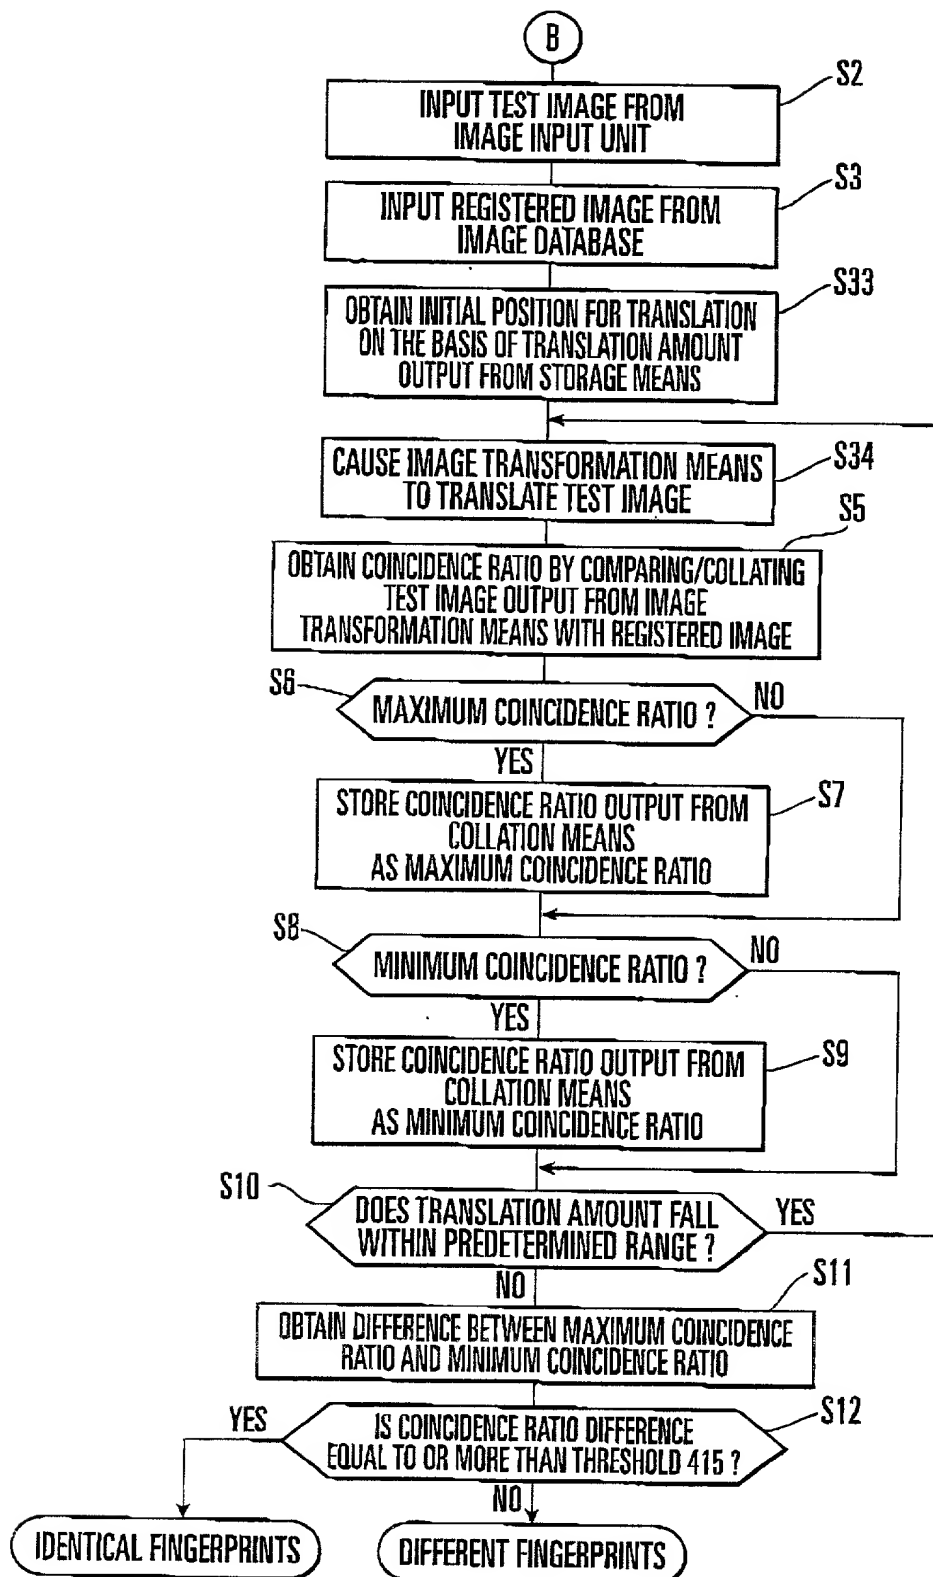 B
S2
INPUT TEST IMAGE FROM
IMAGE INPUT UNIT
S3
INPUT REGISTERED IMAGE FROM
IMAGE DATABASE
S33
OBTAIN INITIAL POSITION FOR TRANSLATION
ON THE BASIS OF TRANSLATION AMOUNT
OUTPUT FROM STORAGE MEANS
S34
CAUSE IMAGE TRANSFORMATION MEANS
TO TRANSLATE TEST IMAGE
S5
OBTAIN COINCIDENCE RATIO BY COMPARING/COLLATING
TEST IMAGE OUTPUT FROM IMAGE
TRANSFORMATION MEANS WITH REGISTERED IMAGE
S6
MAXIMUM COINCIDENCE RATIO ?
NO
YES
S7
STORE COINCIDENCE RATIO OUTPUT FROM
COLLATION MEANS
AS MAXIMUM COINCIDENCE RATIO
S8
MINIMUM COINCIDENCE RATIO ?
NO
YES
S9
STORE COINCIDENCE RATIO OUTPUT FROM
COLLATION MEANS
AS MINIMUM COINCIDENCE RATIO
S10
DOES TRANSLATION AMOUNT FALL
WITHIN PREDETERMINED RANGE ?
YES
NO
S11
OBTAIN DIFFERENCE BETWEEN MAXIMUM COINCIDENCE
RATIO AND MINIMUM COINCIDENCE RATIO
S12
IS COINCIDENCE RATIO DIFFERENCE
EQUAL TO OR MORE THAN THRESHOLD 415 ?
YES
NO
IDENTICAL FINGERPRINTS
DIFFERENT FINGERPRINTS